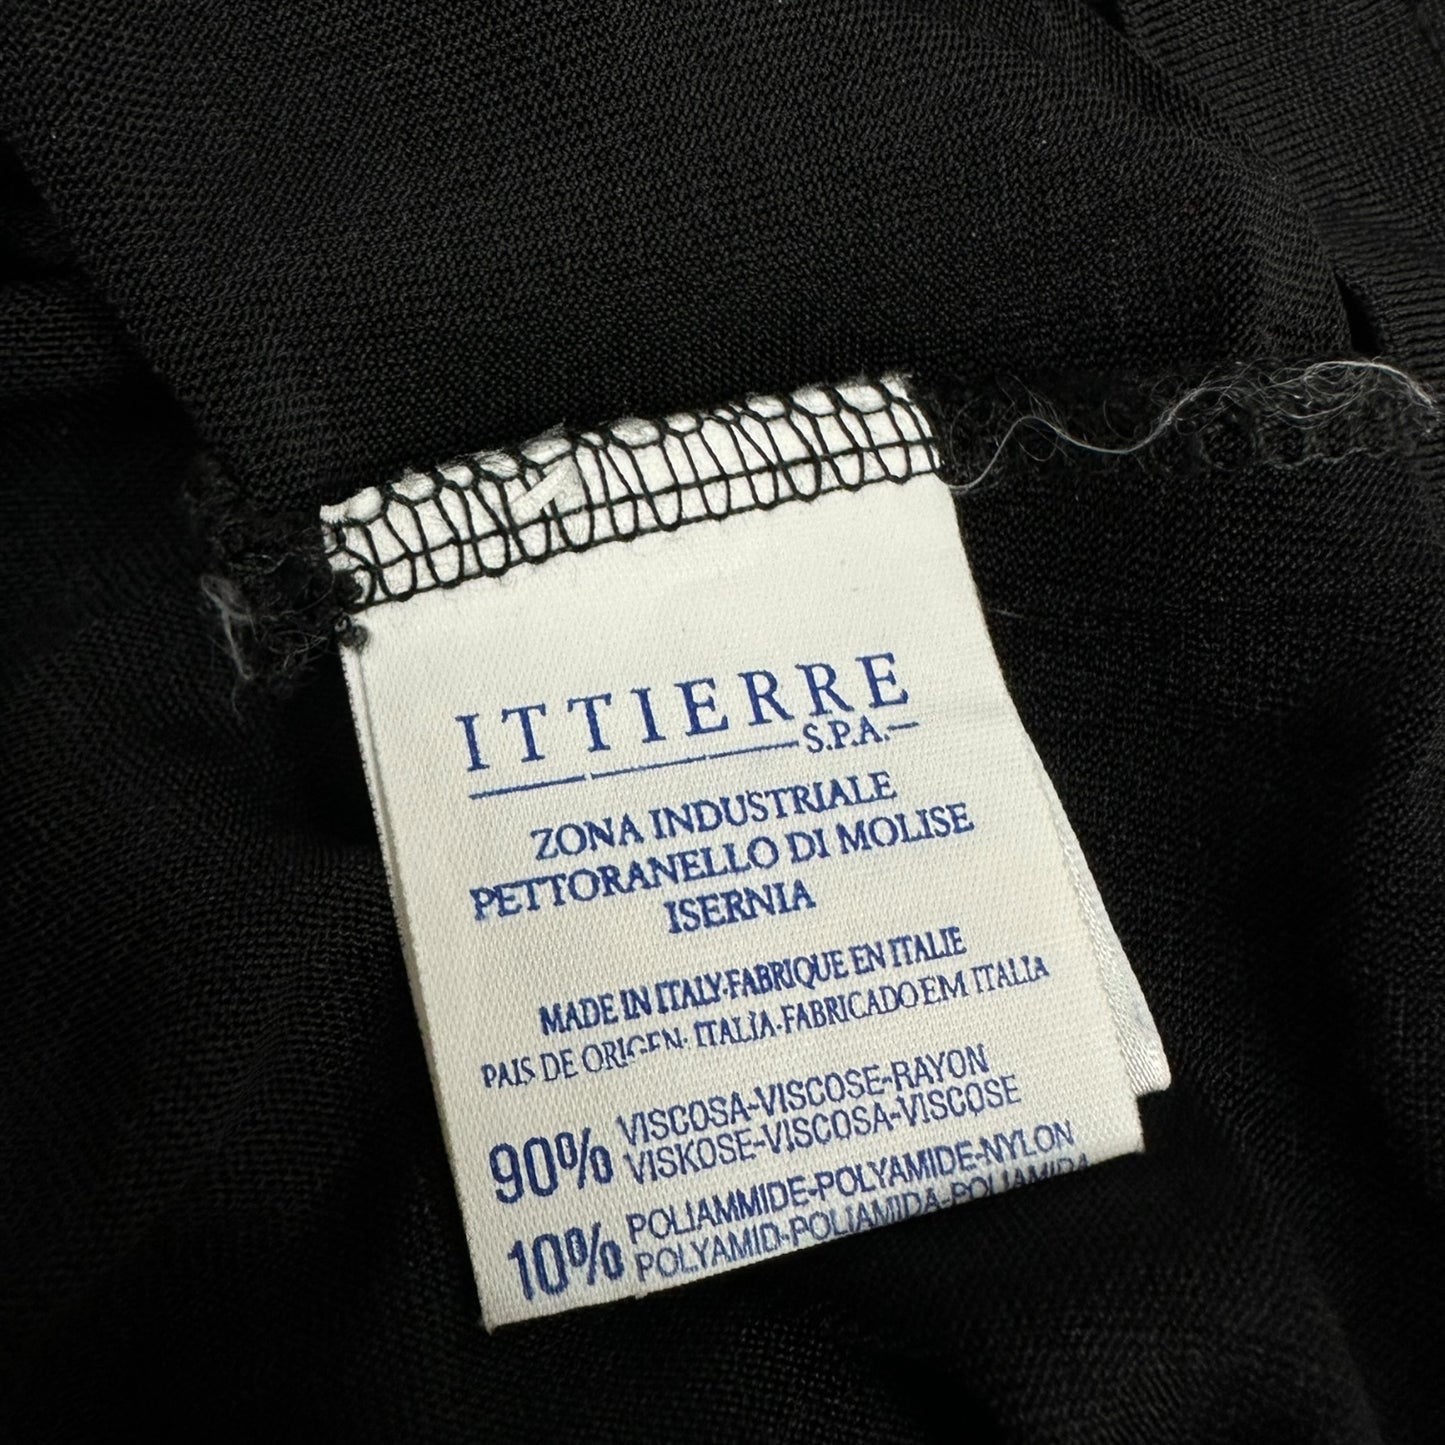 ITTIERRE
S.P.A.
ZONA INDUSTRIALE
PETTORANELLO DI MOLISE
ISERNIA
MADE IN ITALY-FABRIQUE EN ITALIE
PAIS DE ORIGEN: ITALIA-FABRICADO EM ITALIA
90% VISCOSA-VISCOSE-RAYON
VISKOSE-VISCOSA-VISCOSE
10% POLIAMMIDE-POLYAMIDE-NYLON
POLYAMID-POLIAMIDA-POLIAMIDA